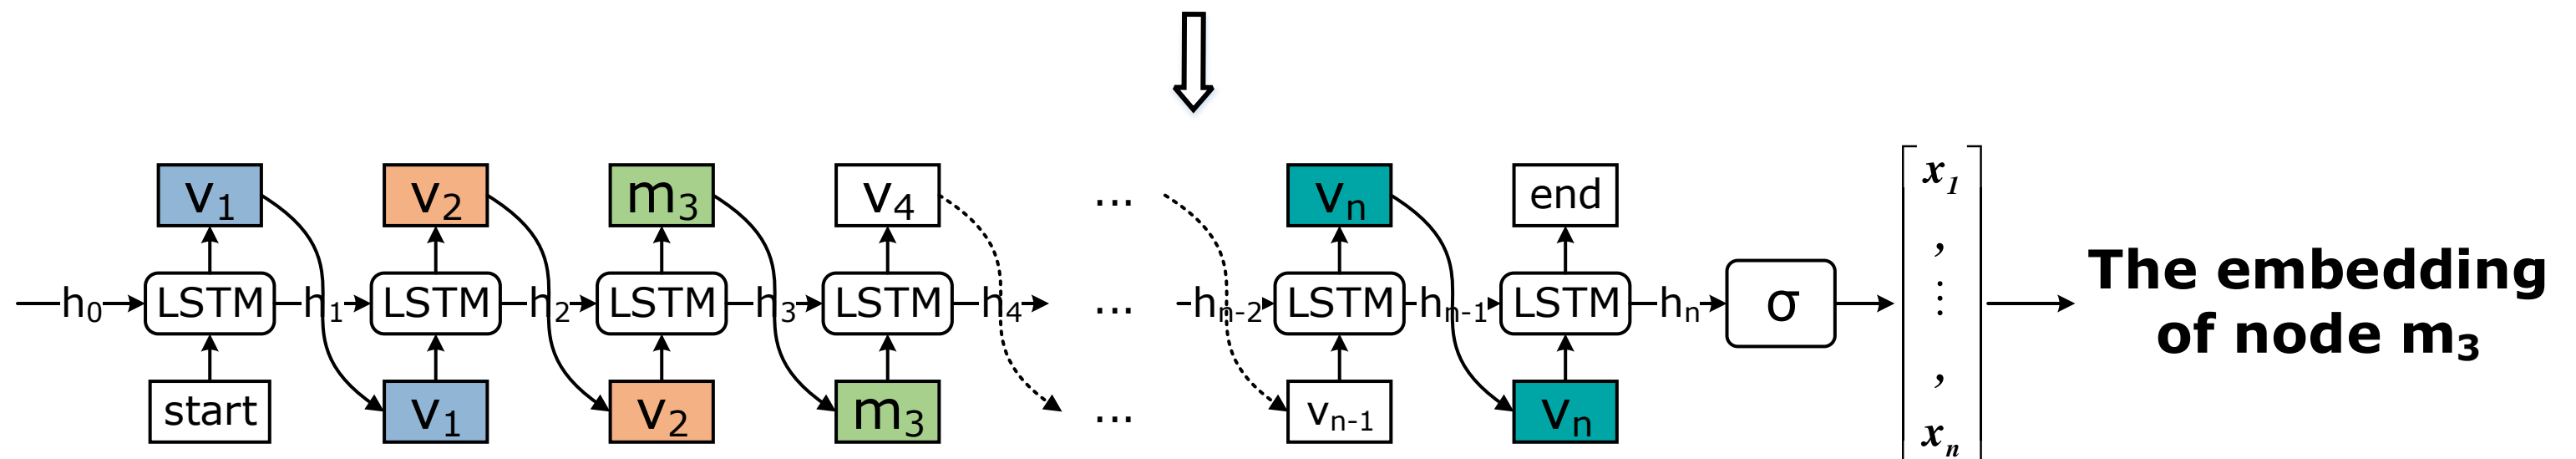 v₁ v₂ m₃ v₄ ... vₙ end
h₀ LSTM h₁ LSTM h₂ LSTM h₃ LSTM h₄ ... hₙ₋₂ LSTM hₙ₋₁ LSTM hₙ σ
start v₁ v₂ m₃ ... vₙ₋₁ vₙ
x₁
,
⋮
,
xₙ
The embedding
of node m₃